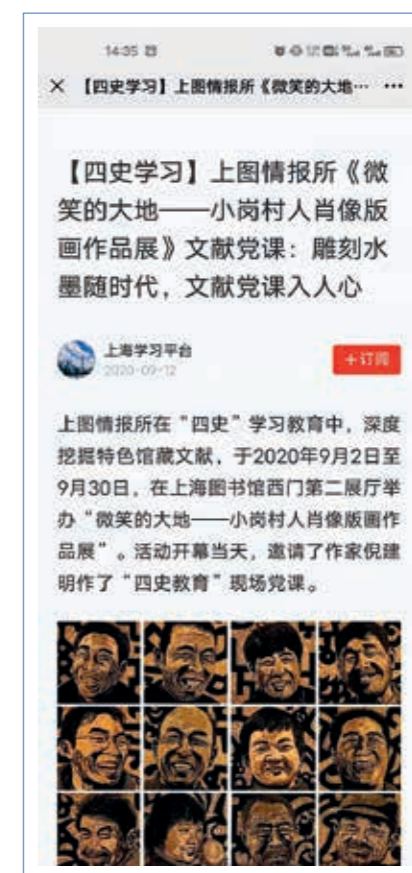 14:35
【四史学习】上图情报所《微笑的大地…
【四史学习】上图情报所《微
笑的大地——小岗村人肖像版
画作品展》文献党课：雕刻水
墨随时代，文献党课入人心
上海学习平台
2020-09-12
+订阅
上图情报所在“四史”学习教育中，深度
挖掘特色馆藏文献，于2020年9月2日至
9月30日，在上海图书馆西门第二展厅举
办“微笑的大地——小岗村人肖像版画作
品展”。活动开幕当天，邀请了作家倪建
明作了“四史教育”现场党课。